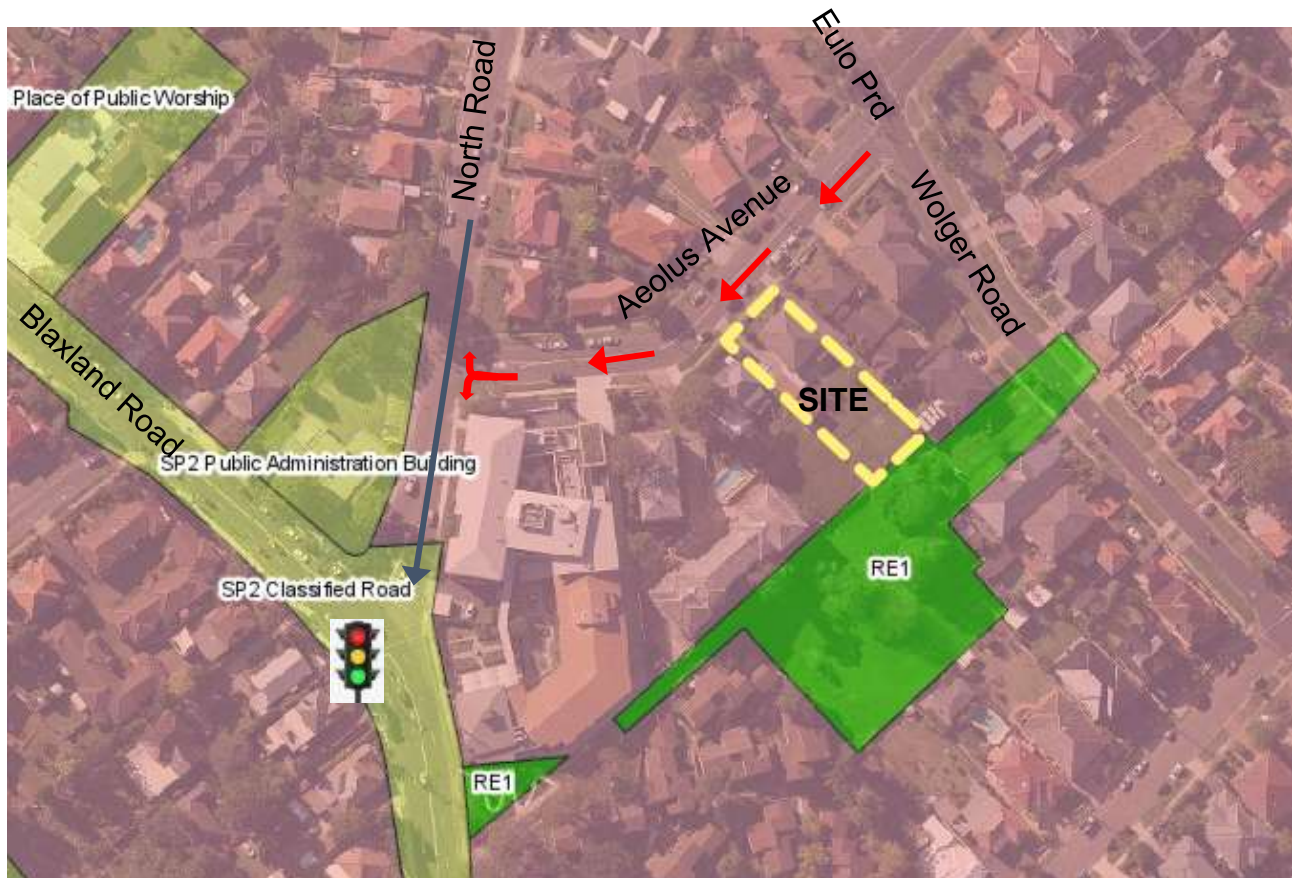 Eulo Prd
North Road
Place of Public Worship
Aeolus Avenue
Wolger Road
Blaxland Road
SITE
SP2 Public Administration Building
RE1
SP2 Classified Road
RE1